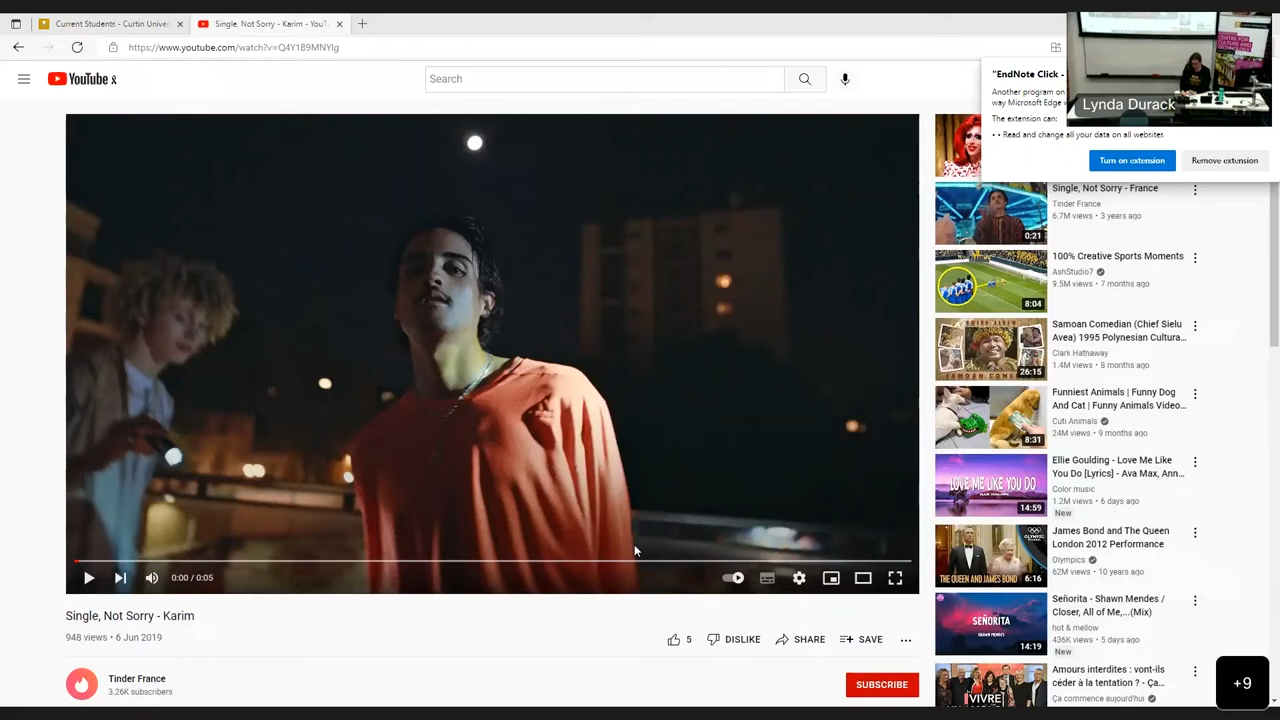 Current Students - Curtin Univer
Single, Not Sorry - Karim - YouT
https://www.youtube.com/watch?v=Q4Y1B9MNYlg
YouTube
Search
"EndNote Click -
Another program on
way Microsoft Edge w
The extension can:
• • Read and change all your data on all websites
Turn on extension
Remove extension
CENTRE FOR
CULTURE AND
TECHNOLOGY
Lynda Durack
Single, Not Sorry - France
Tinder France
6.7M views • 3 years ago
0:21
100% Creative Sports Moments
AshStudio7
9.5M views • 7 months ago
8:04
Samoan Comedian (Chief Sielu
Avea) 1995 Polynesian Cultura...
Clark Hathaway
1.4M views • 8 months ago
26:15
Funniest Animals | Funny Dog
And Cat | Funny Animals Video...
Cuti Animals
24M views • 9 months ago
8:31
LOVE ME LIKE YOU DO
14:59
Ellie Goulding - Love Me Like
You Do [Lyrics] - Ava Max, Ann...
Color music
1.2M views • 6 days ago
New
THE QUEEN AND JAMES BOND
6:16
James Bond and The Queen
London 2012 Performance
Olympics
62M views • 10 years ago
SEÑORITA
SHAWN MENDES
14:19
Señorita - Shawn Mendes /
Closer, All of Me,...(Mix)
hot & mellow
436K views • 5 days ago
New
VIVRE
Amours interdites : vont-ils
céder à la tentation ? - Ça...
Ça commence aujourd'hui
0:00 / 0:05
Single, Not Sorry - Karim
948 views • 6 Jun 2019
5
DISLIKE
SHARE
SAVE
Tinder France
3.26K subscribers
SUBSCRIBE
+9